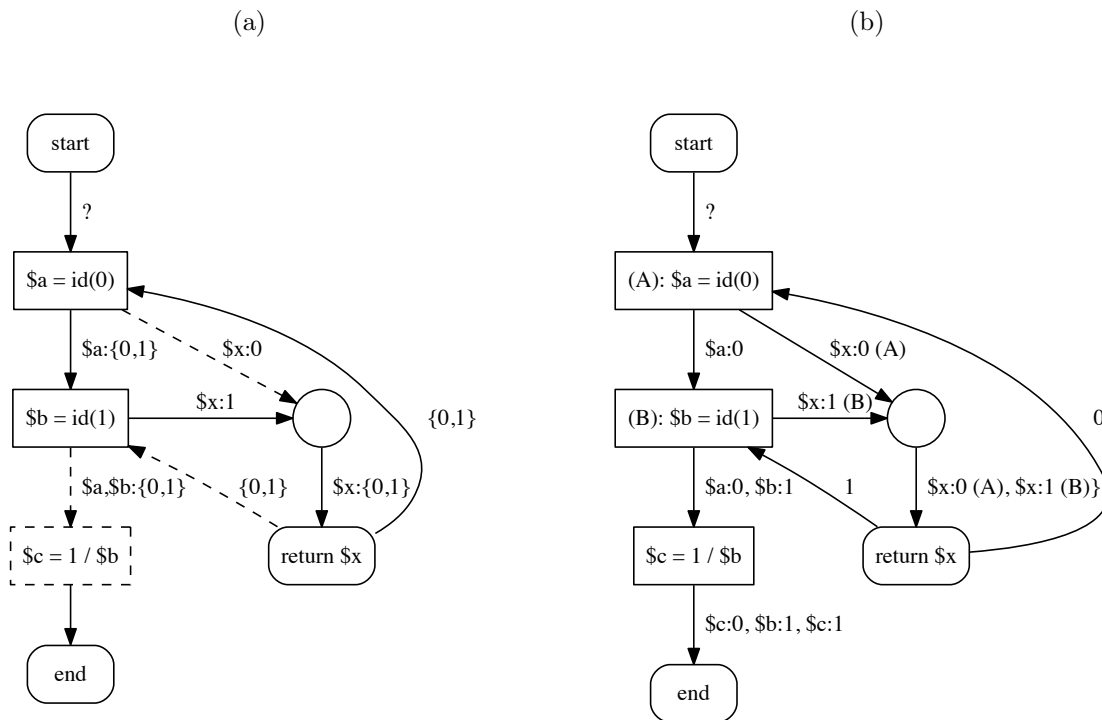 (a)
start
?
$a = id(0)
$a:{0,1}
$x:0
$b = id(1)
$x:1
{0,1}
$a,$b:{0,1}
{0,1}
$x:{0,1}
$c = 1 / $b
return $x
end
(b)
start
?
(A): $a = id(0)
$a:0
$x:0 (A)
(B): $b = id(1)
$x:1 (B)
0
$a:0, $b:1
1
$x:0 (A), $x:1 (B)}
$c = 1 / $b
return $x
$c:0, $b:1, $c:1
end